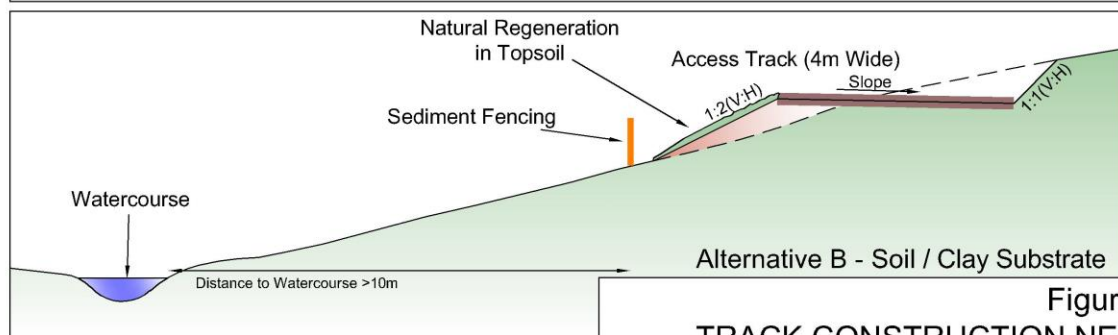 Natural Regeneration
in Topsoil
Access Track (4m Wide)
Slope
1:2(V:H)
1:1(V:H)
Sediment Fencing
Watercourse
Distance to Watercourse >10m
Alternative B - Soil / Clay Substrate
Figur
TRACK CONSTRUCTION NE